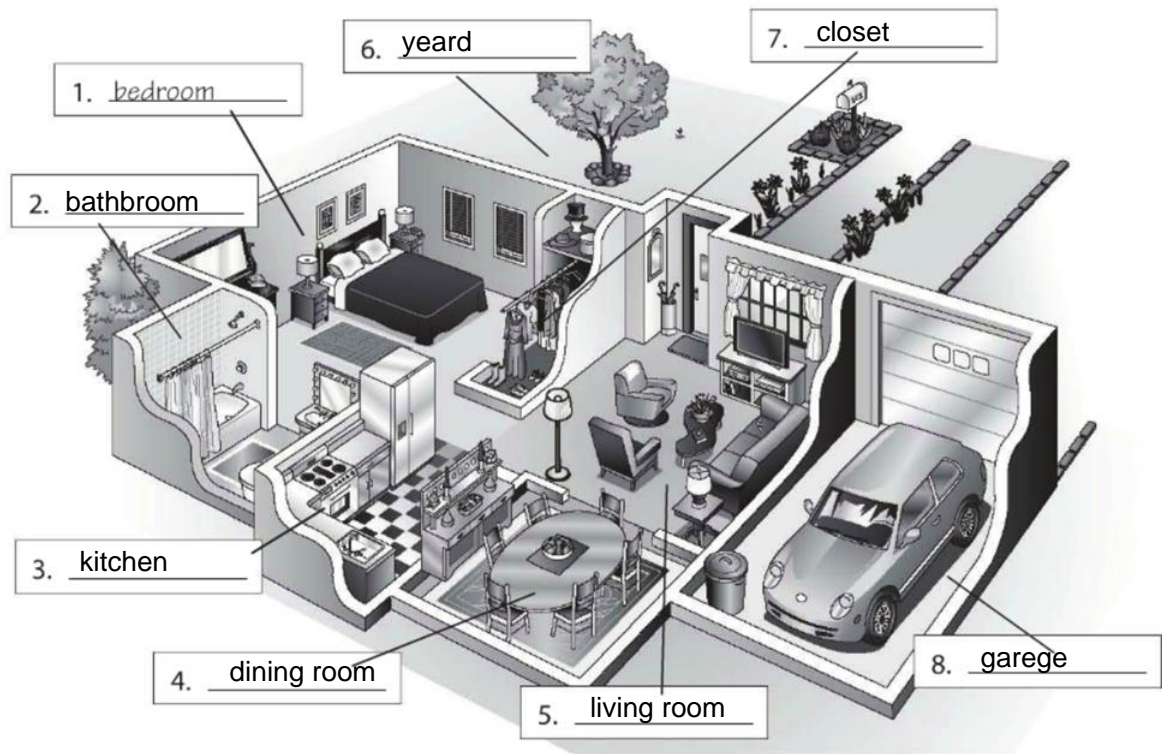 1. bedroom
2. bathbroom
3. kitchen
4. dining room
5. living room
6. yeard
7. closet
8. garege